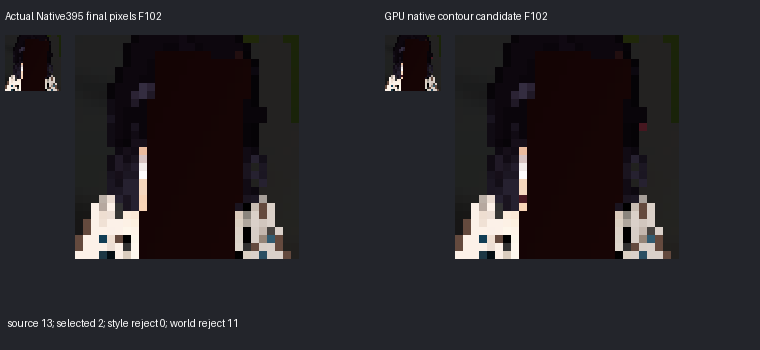 Actual Native395 final pixels F102
GPU native contour candidate F102
source 13; selected 2; style reject 0; world reject 11